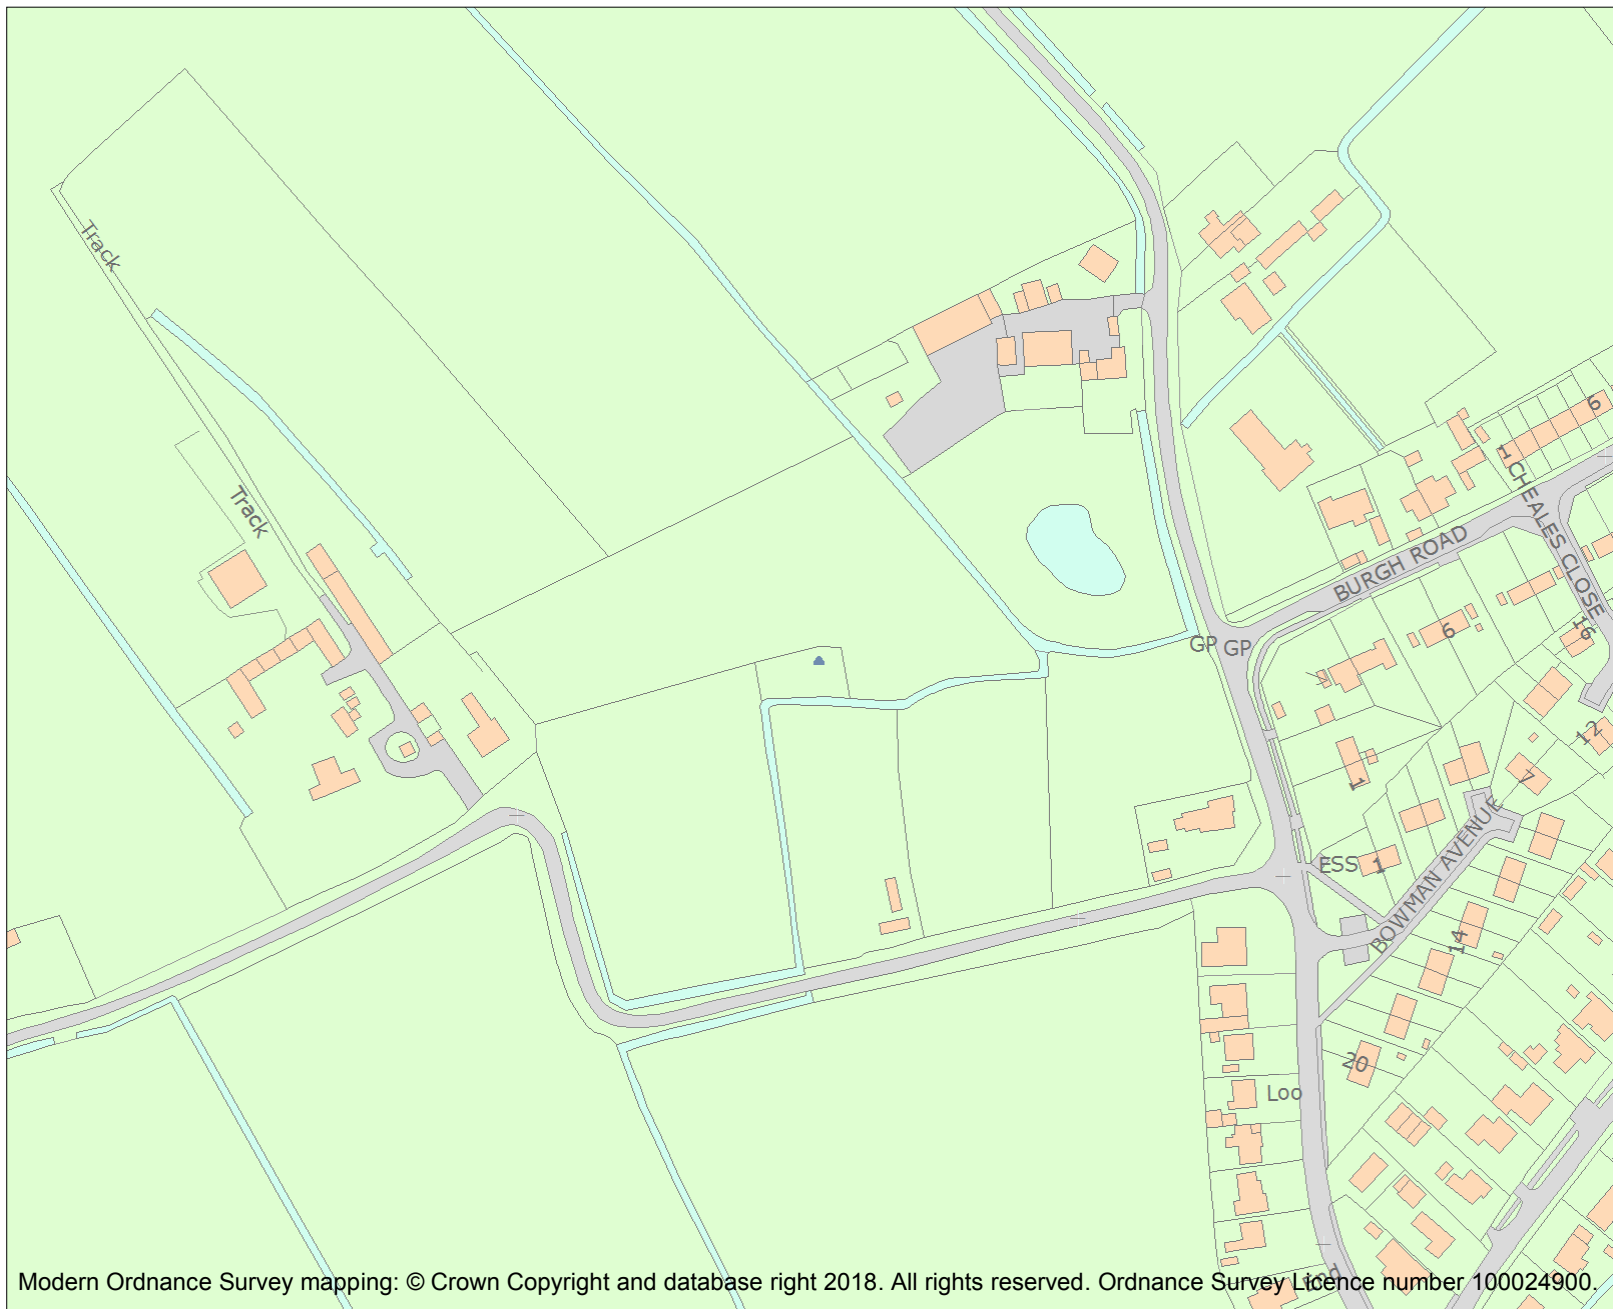 Track
Track
6
1 CHEALES CLOSE
BURGH ROAD
GP GP
6
16
7
12
1
7
ESS 1
BOWMAN AVENUE
14
20
Loo
End
Modern Ordnance Survey mapping: © Crown Copyright and database right 2018. All rights reserved. Ordnance Survey Licence number 100024900.